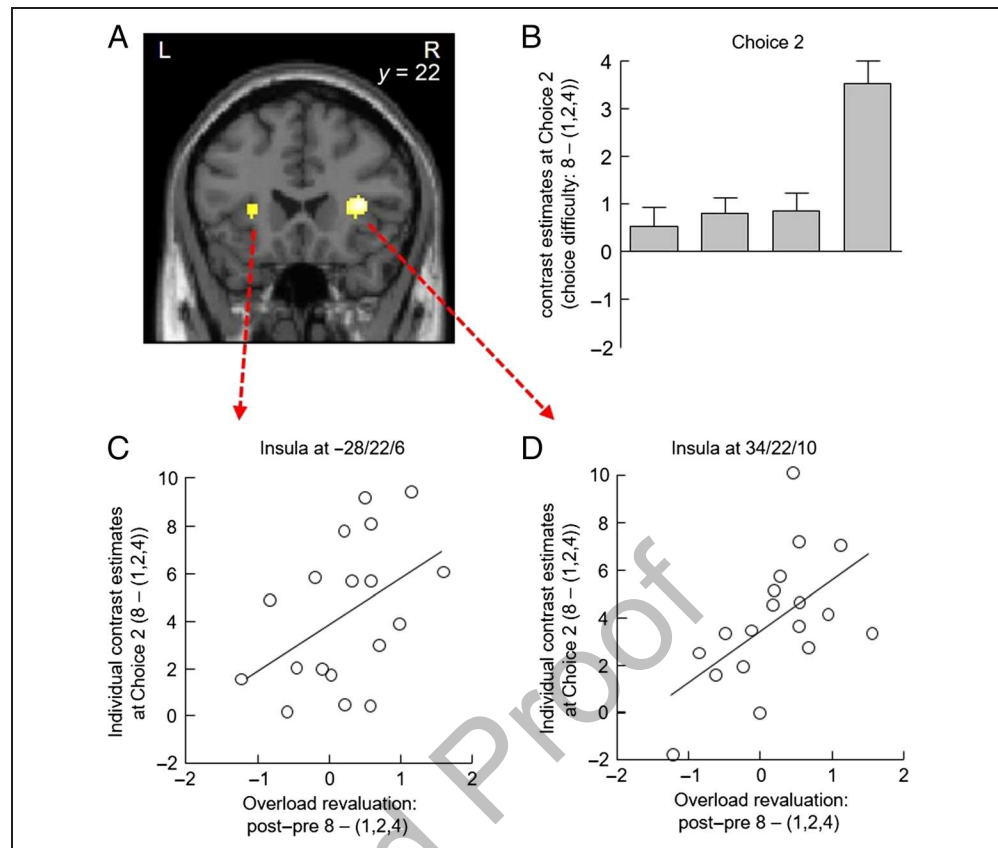 A
L
R
y = 22
B
Choice 2
contrast estimates at Choice 2
(choice difficulty: 8 – (1,2,4))
4
3
2
1
0
–1
–2
C
Insula at –28/22/6
Individual contrast estimates
at Choice 2 (8 – (1,2,4))
10
8
6
4
2
0
–2
–2
–1
0
1
2
Overload revaluation:
post–pre 8 – (1,2,4)
D
Insula at 34/22/10
Individual contrast estimates
at Choice 2 (8 – (1,2,4))
10
8
6
4
2
0
–2
–2
–1
0
1
2
Overload revaluation:
post–pre 8 – (1,2,4)
d Proof